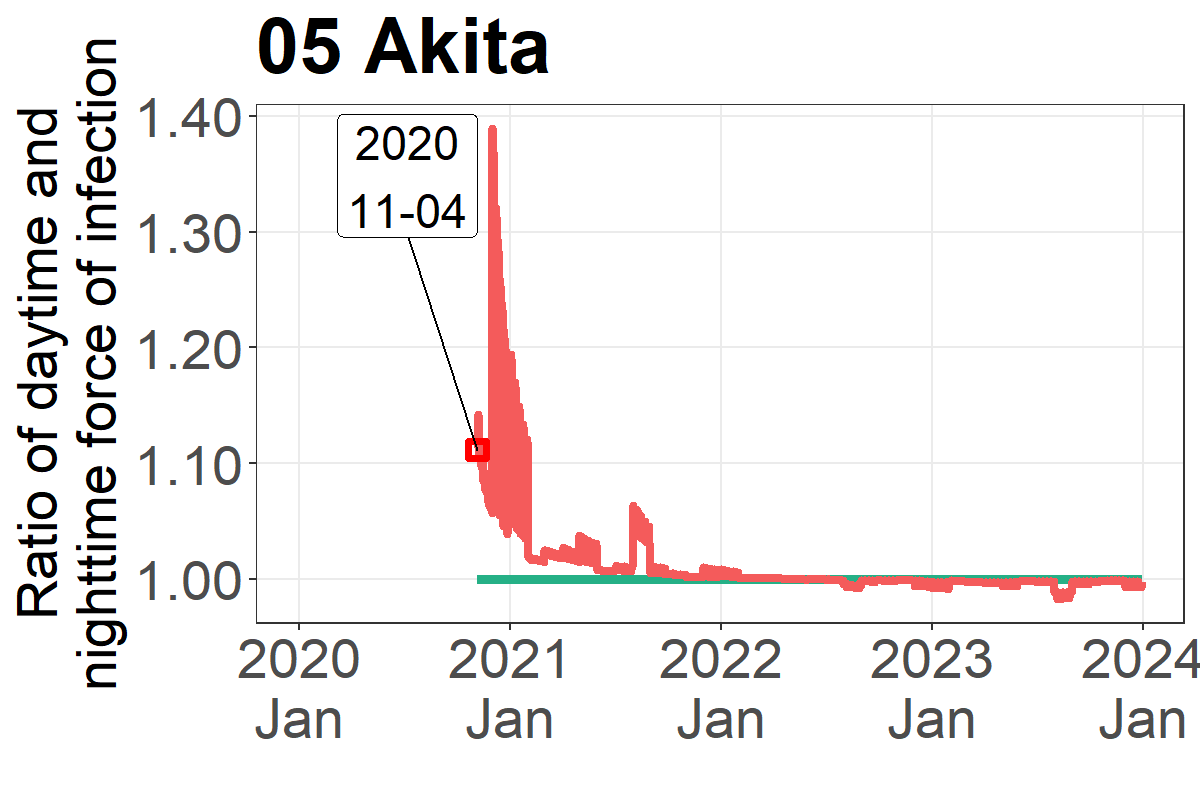 05 Akita
Ratio of daytime and
nighttime force of infection
1.40
1.30
1.20
1.10
1.00
2020
11-04
2020
Jan
2021
Jan
2022
Jan
2023
Jan
2024
Jan